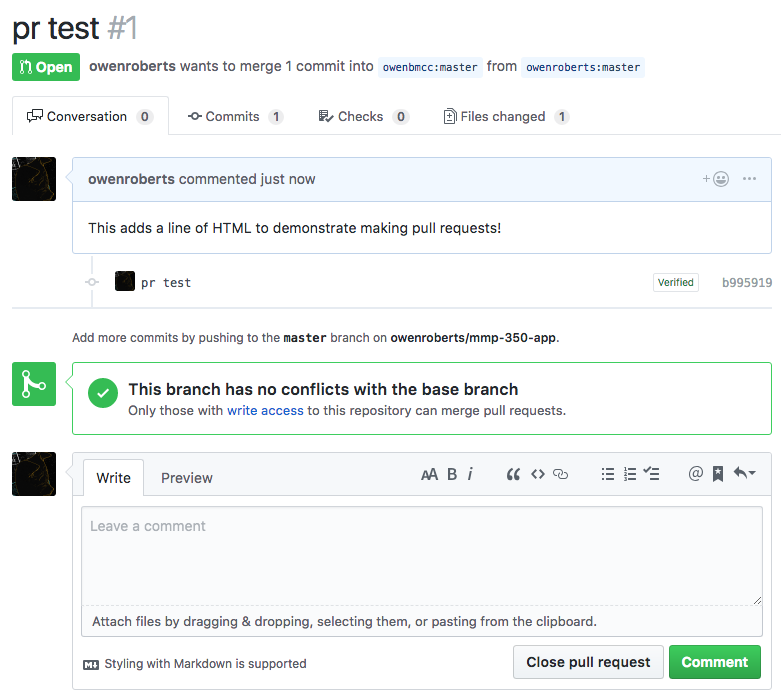 pr test #1
Open owenroberts wants to merge 1 commit into owenbmcc:master from owenroberts:master
Conversation 0 Commits 1 Checks 0 Files changed 1
owenroberts commented just now
This adds a line of HTML to demonstrate making pull requests!
pr test Verified b995919
Add more commits by pushing to the master branch on owenroberts/mmp-350-app.
This branch has no conflicts with the base branch
Only those with write access to this repository can merge pull requests.
Write Preview AA B i
Leave a comment
Attach files by dragging & dropping, selecting them, or pasting from the clipboard.
Styling with Markdown is supported Close pull request Comment